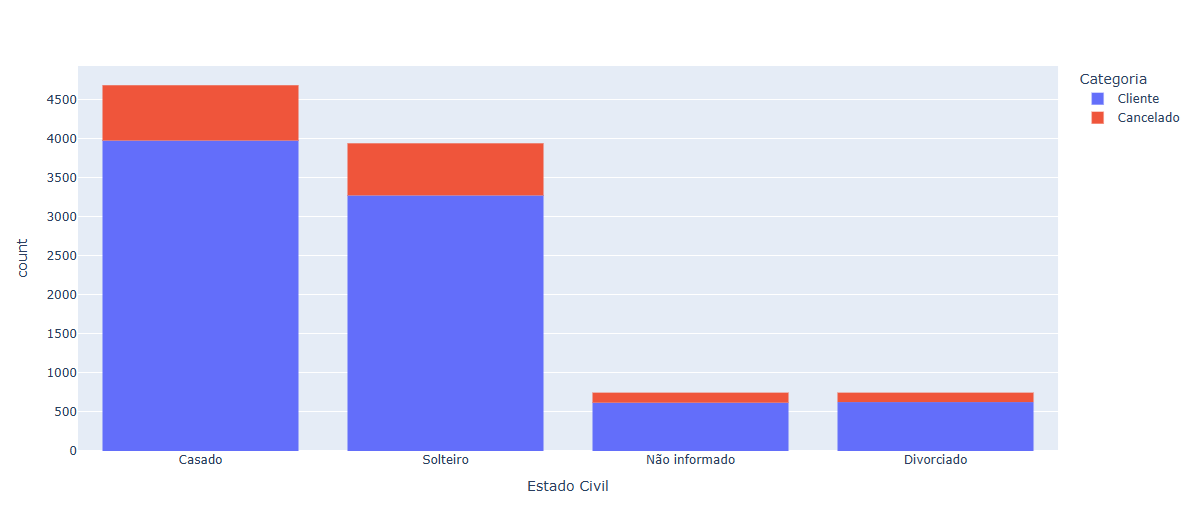 Categoria
Cliente
Cancelado
4500
4000
3500
3000
2500
2000
1500
1000
500
0
count
Casado
Solteiro
Não informado
Divorciado
Estado Civil